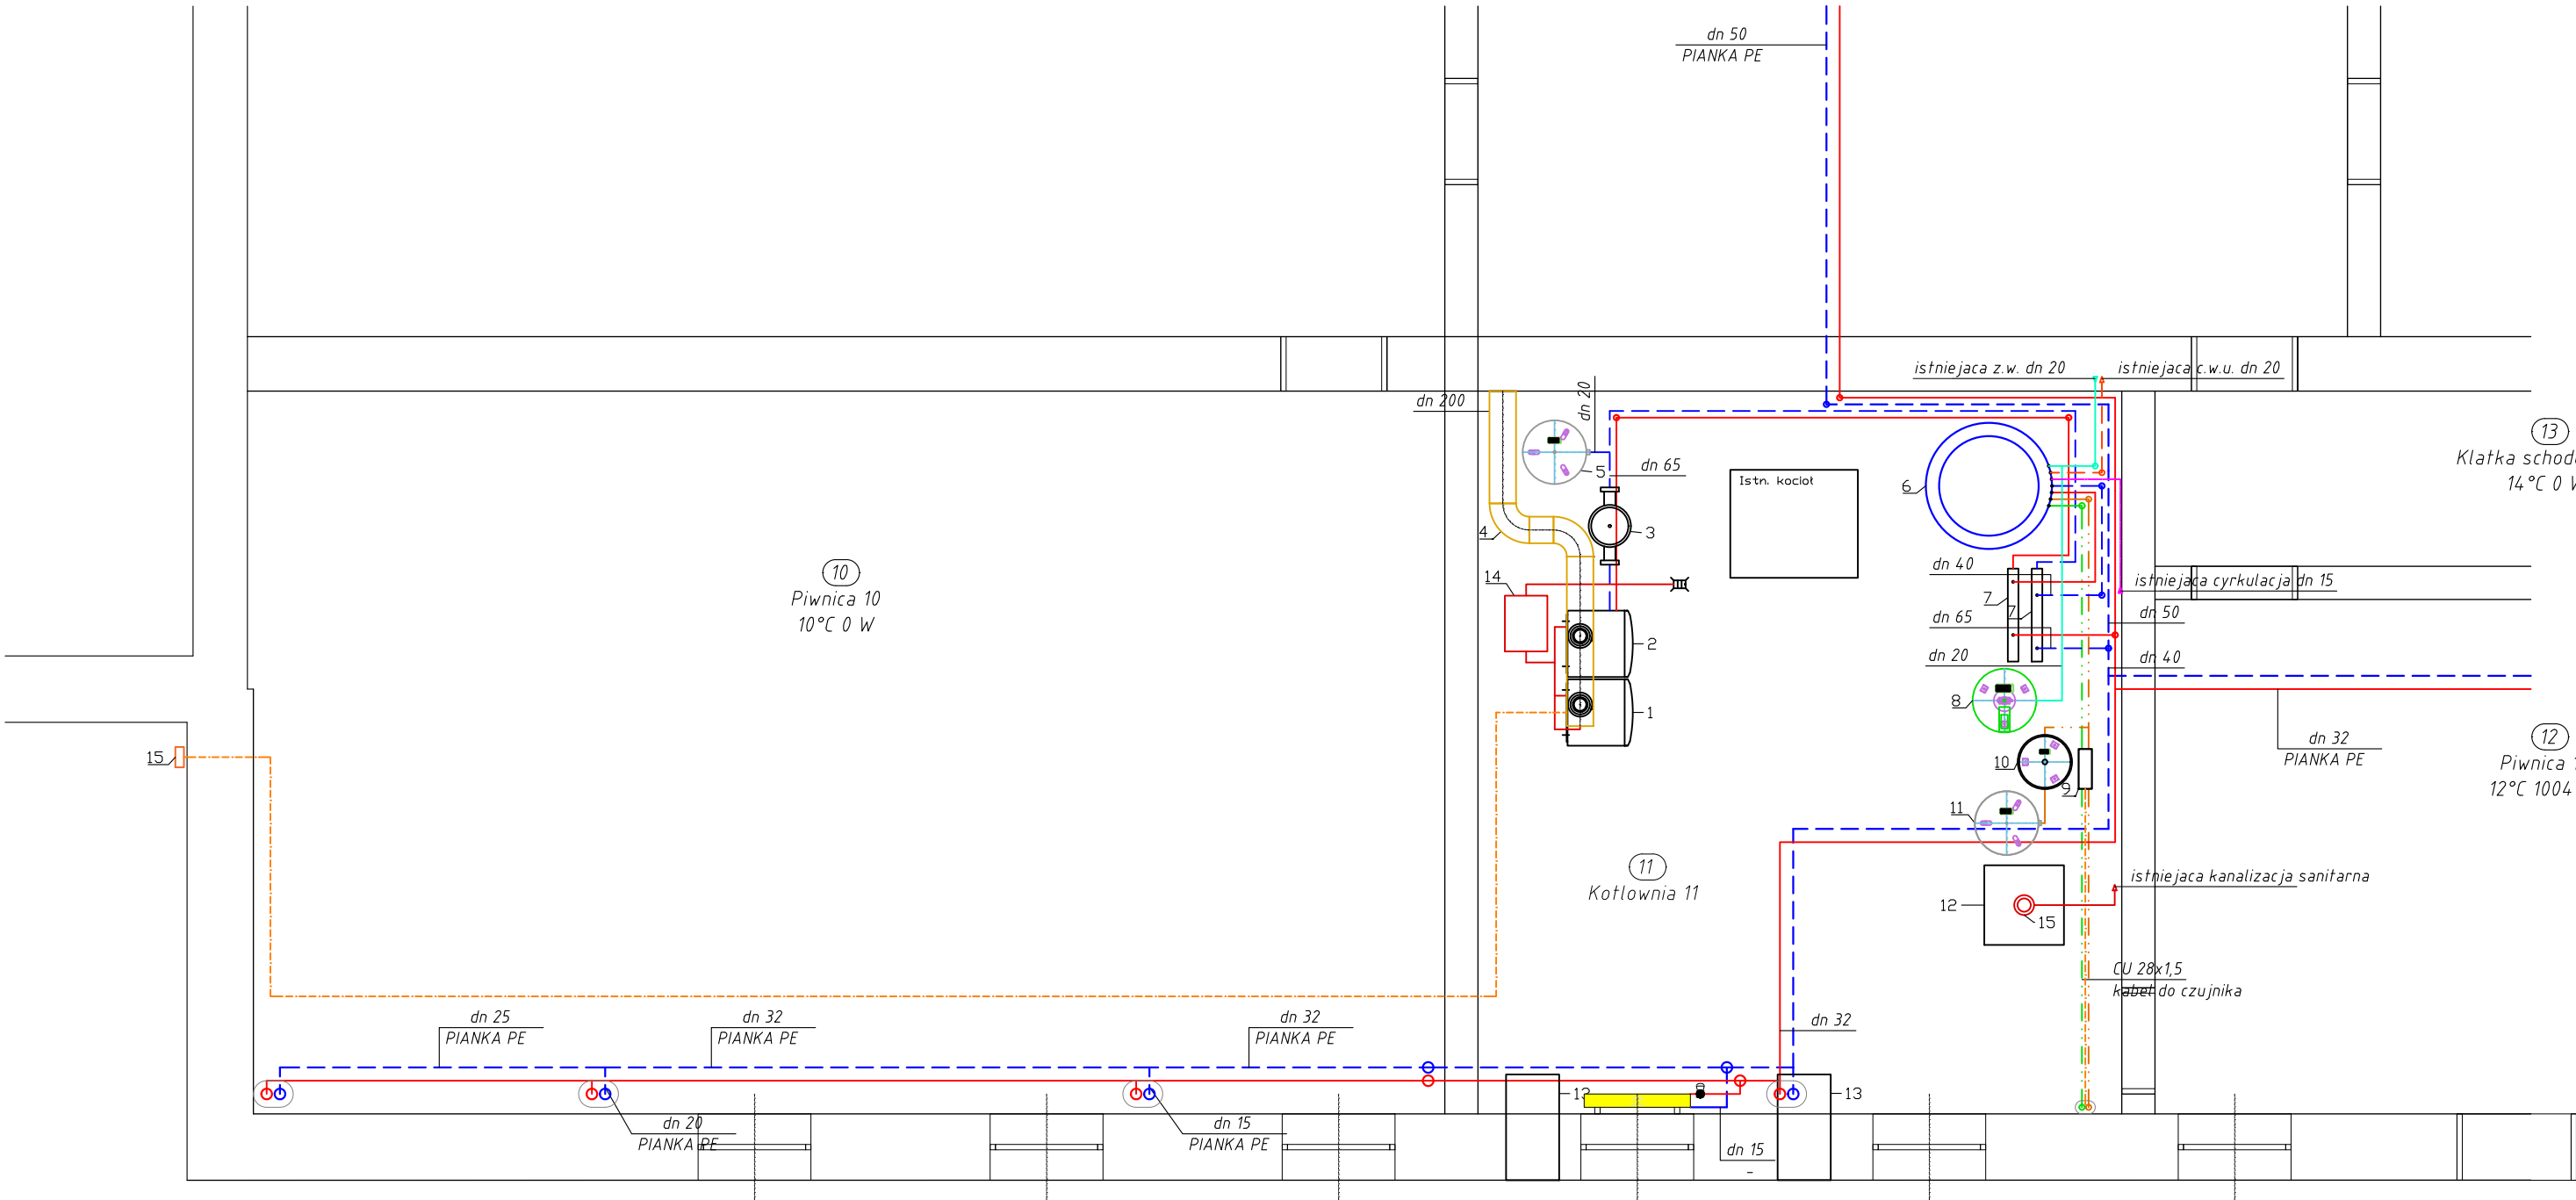 dn 50
PIANKA PE
istniejaca z.w. dn 20
istniejaca c.w.u. dn 20
dn 200
dn 20
5
dn 65
Istn. kocioł
6
3
4
13
14°C 0
10
Piwnica 10
10°C 0 W
14
2
1
dn 40
7
7
dn 65
dn 20
istniejaca cyrkulacja dn 15
dn 50
dn 40
8
10
9
11
dn 32
PIANKA PE
12
Piwnica
12°C 1004
15
11
Kotlownia 11
istniejaca kanalizacja sanitarna
12
15
CU 28x1,5
kabel do czujnika
dn 25
PIANKA PE
dn 32
PIANKA PE
dn 32
PIANKA PE
dn 32
13
dn 20
PIANKA PE
dn 15
PIANKA PE
dn 15
-